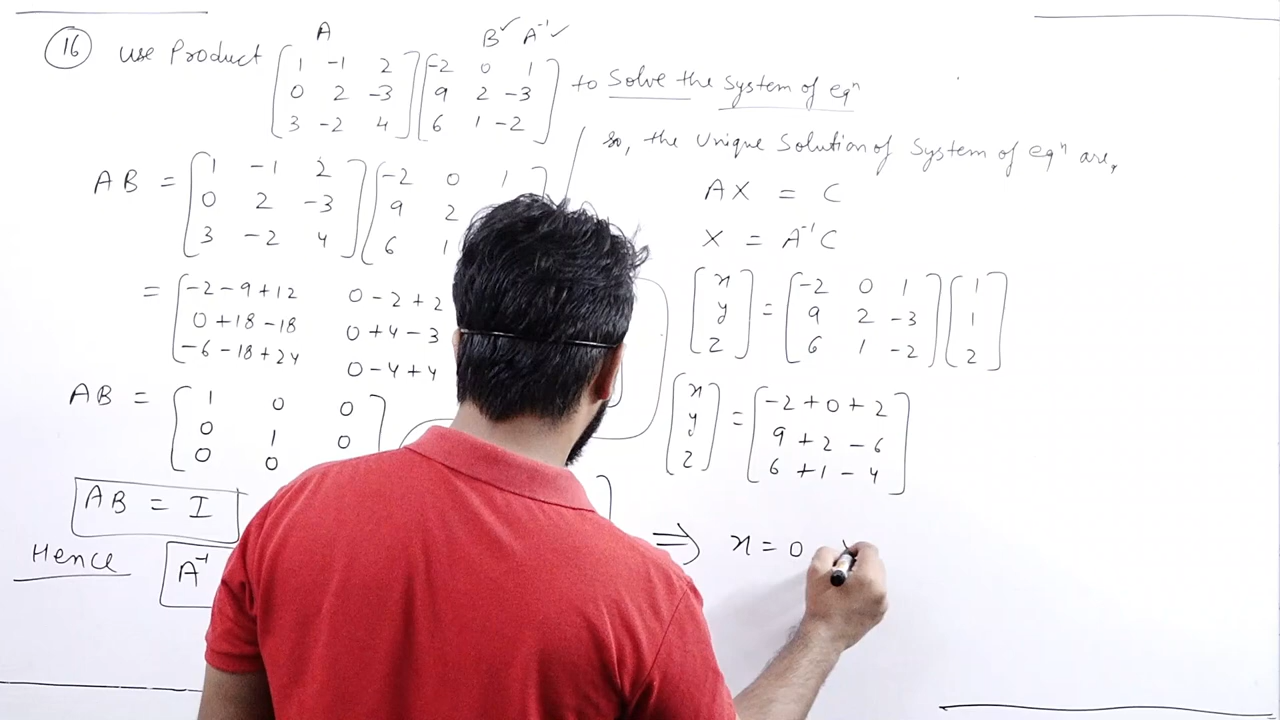 16 Use Product A [1 -1 2 B✓ A⁻¹✓ [-2 0 1
0 2 -3 9 2 -3 to Solve the System of eqⁿ
3 -2 4] 6 1 -2]
AB = [1 -1 2 [-2 0 1
0 2 -3 9 2
3 -2 4] 6 1
= [-2-9+12 0-2+2
0+18-18 0+4-3
-6-18+24 0-4+4
AB = [1 0 0
0 1 0
0 0
AB = I
Hence A⁻¹
so, the Unique Solution of System of eqⁿ are,
AX = C
X = A⁻¹C
[x [-2 0 1 [1
y = 9 2 -3 1
z] 6 1 -2] 2]
[x [-2+0+2
y = 9+2-6
z] 6+1-4]
⇒ x = 0